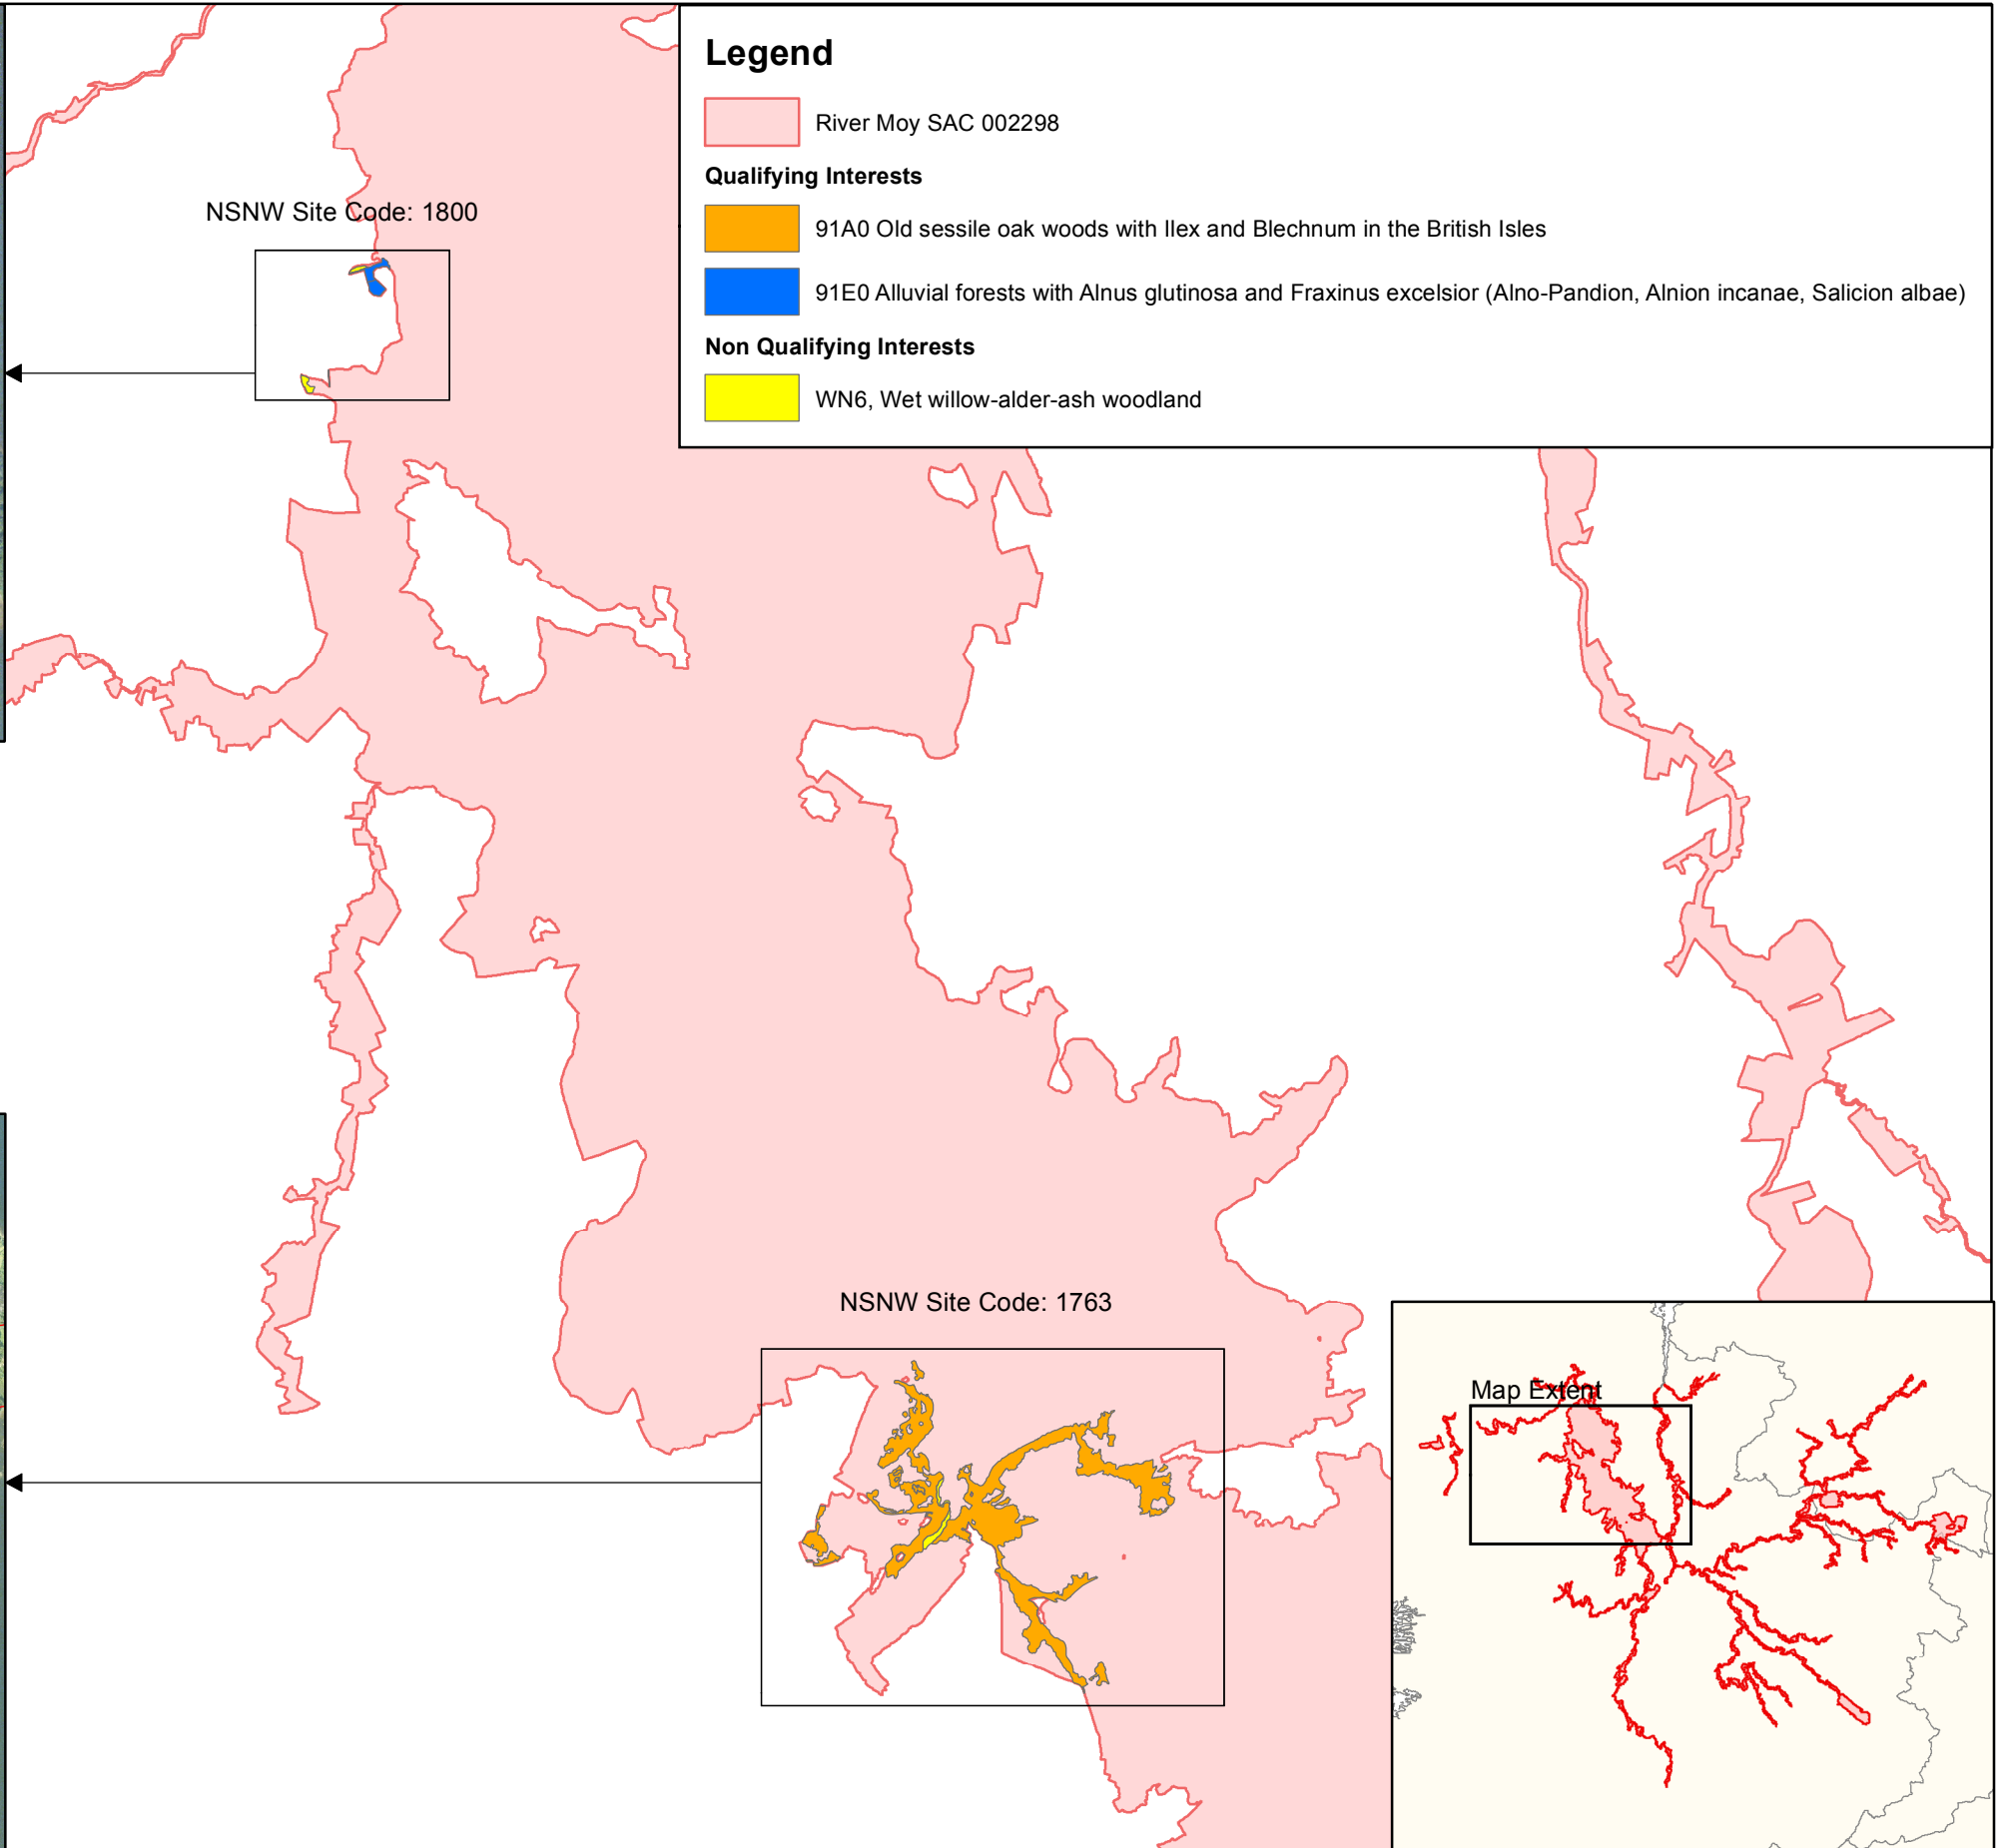 Legend
River Moy SAC 002298
Qualifying Interests
91A0 Old sessile oak woods with Ilex and Blechnum in the British Isles
91E0 Alluvial forests with Alnus glutinosa and Fraxinus excelsior (Alno-Pandion, Alnion incanae, Salicion albae)
Non Qualifying Interests
WN6, Wet willow-alder-ash woodland
NSNW Site Code: 1800
NSNW Site Code: 1763
Map Extent